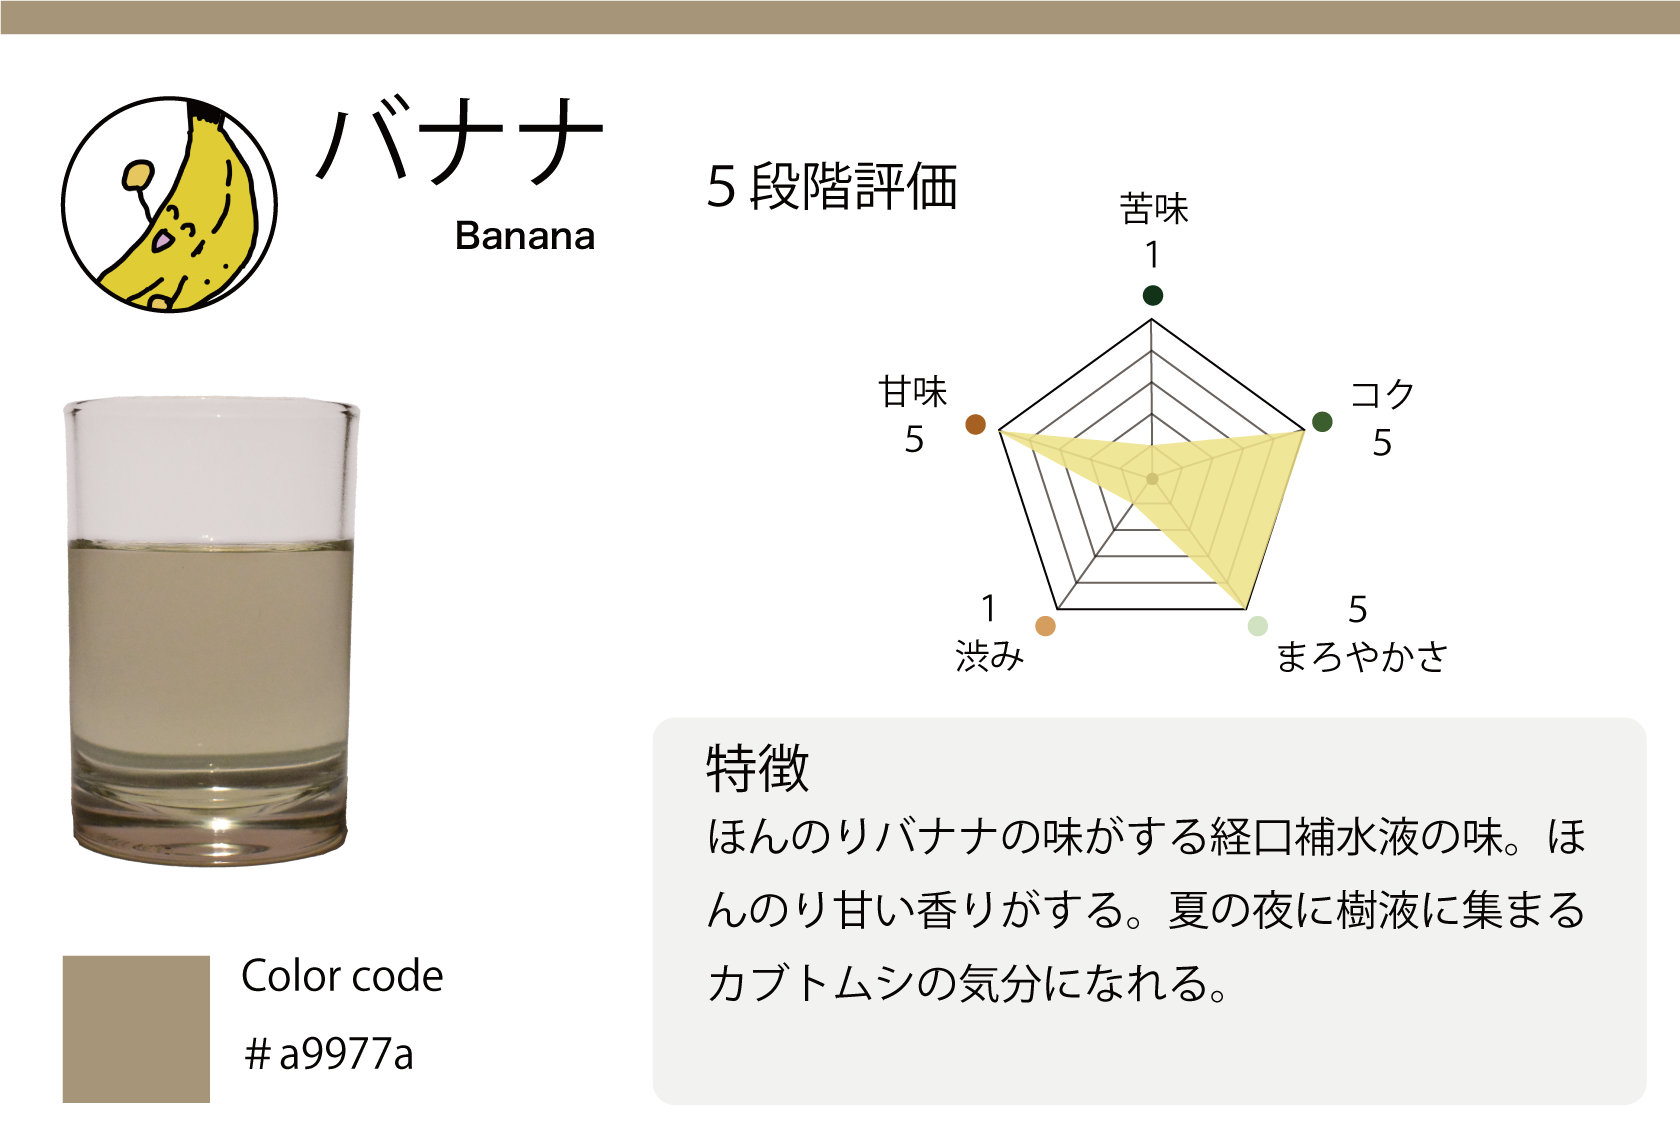 バナナ
Banana
5 段階評価
苦味
1
コク
5
甘味
5
1
渋み
5
まろやかさ
特徴
ほんのりバナナの味がする経口補水液の味。ほ
んのり甘い香りがする。夏の夜に樹液に集まる
カブトムシの気分になれる。
Color code
# a9977a